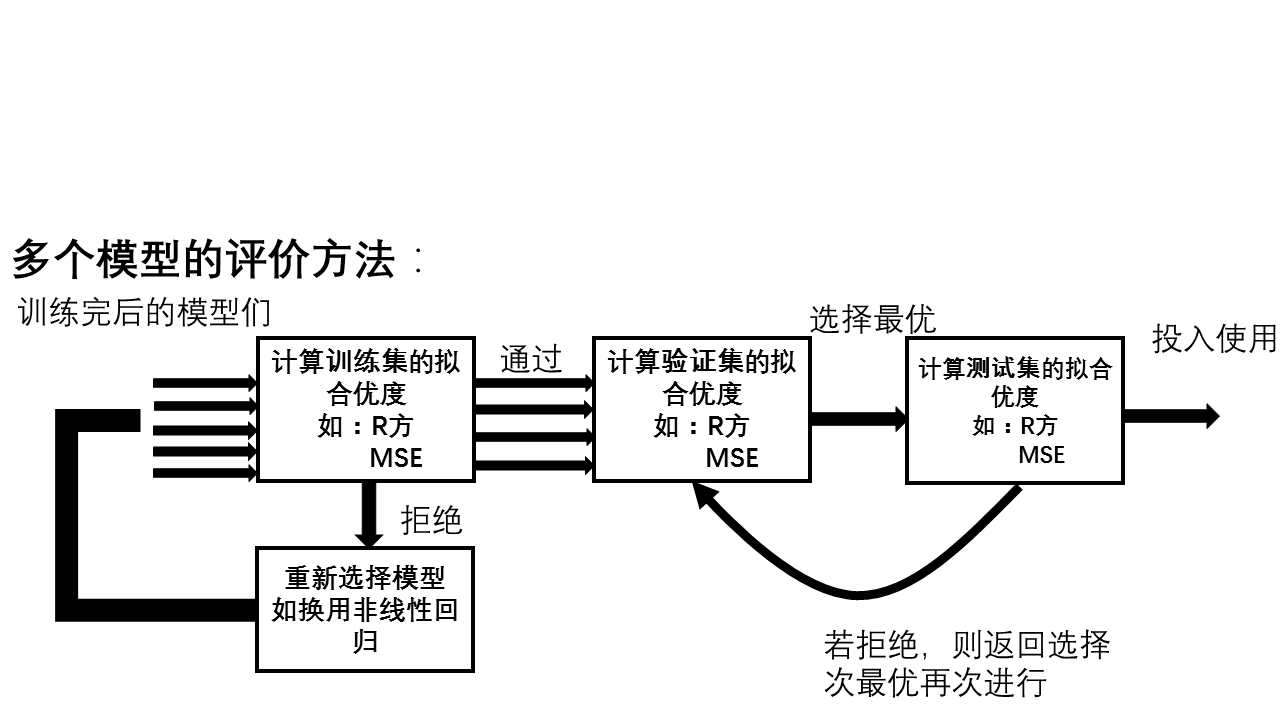 多个模型的评价方法：
训练完后的模型们
计算训练集的拟
合优度
如：R方
MSE
通过
计算验证集的拟
合优度
如：R方
MSE
选择最优
计算测试集的拟合
优度
如：R方
MSE
投入使用
拒绝
重新选择模型
如换用非线性回
归
若拒绝，则返回选择
次最优再次进行